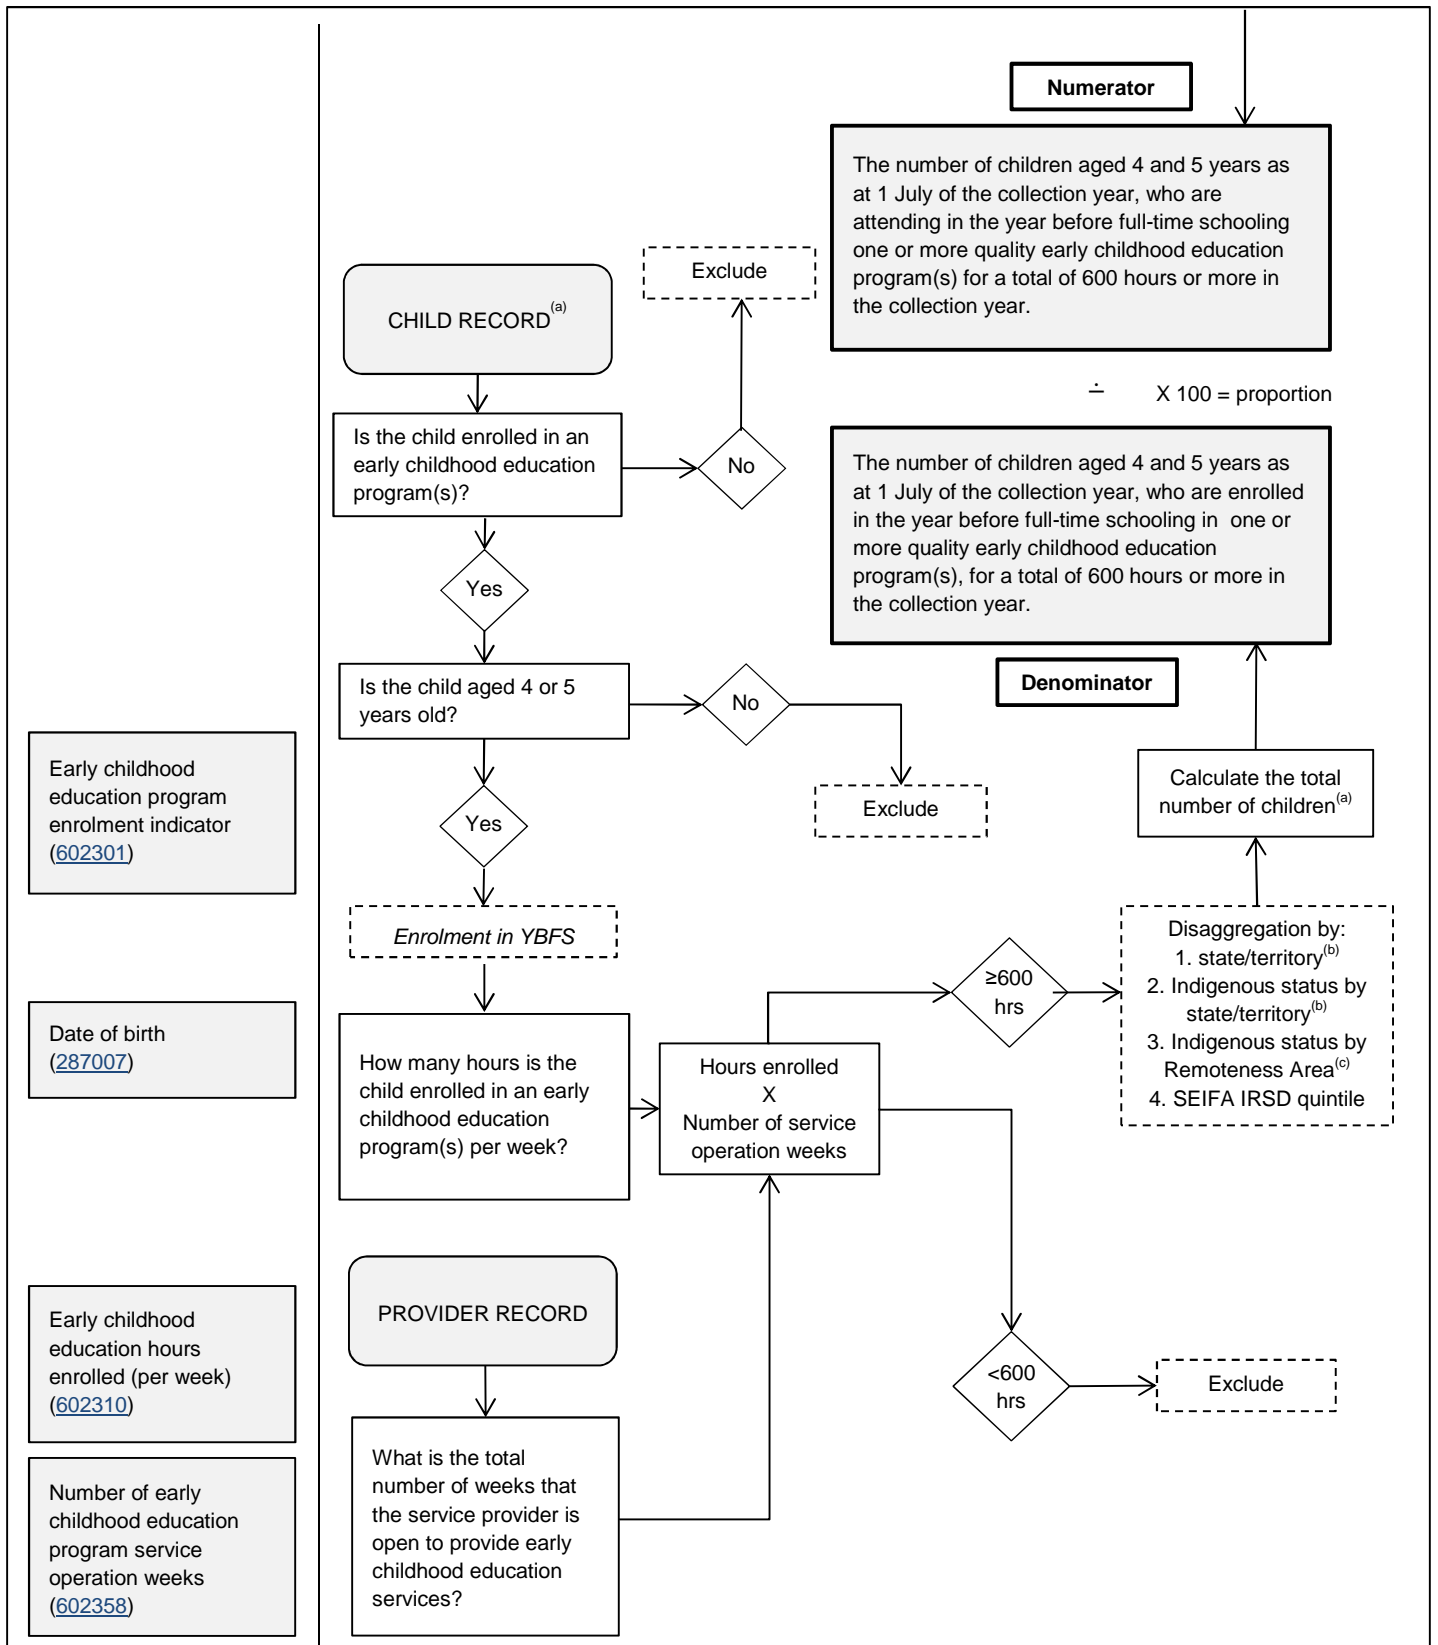 Numerator
The number of children aged 4 and 5 years as
at 1 July of the collection year, who are
attending in the year before full-time schooling
one or more quality early childhood education
program(s) for a total of 600 hours or more in
the collection year.
Exclude
CHILD RECORD(a)
÷ X 100 = proportion
Is the child enrolled in an
early childhood education
program(s)?
No
The number of children aged 4 and 5 years as
at 1 July of the collection year, who are enrolled
in the year before full-time schooling in one or
more quality early childhood education
program(s), for a total of 600 hours or more in
the collection year.
Yes
Denominator
Is the child aged 4 or 5
years old?
No
Early childhood
education program
enrolment indicator
(602301)
Exclude
Calculate the total
number of children(a)
Yes
Enrolment in YBFS
Disaggregation by:
1. state/territory(b)
2. Indigenous status by
state/territory(b)
3. Indigenous status by
Remoteness Area(c)
4. SEIFA IRSD quintile
≥600
hrs
Date of birth
(287007)
How many hours is the
child enrolled in an early
childhood education
program(s) per week?
Hours enrolled
X
Number of service
operation weeks
Early childhood
education hours
enrolled (per week)
(602310)
PROVIDER RECORD
<600
hrs
Exclude
Number of early
childhood education
program service
operation weeks
(602358)
What is the total
number of weeks that
the service provider is
open to provide early
childhood education
services?